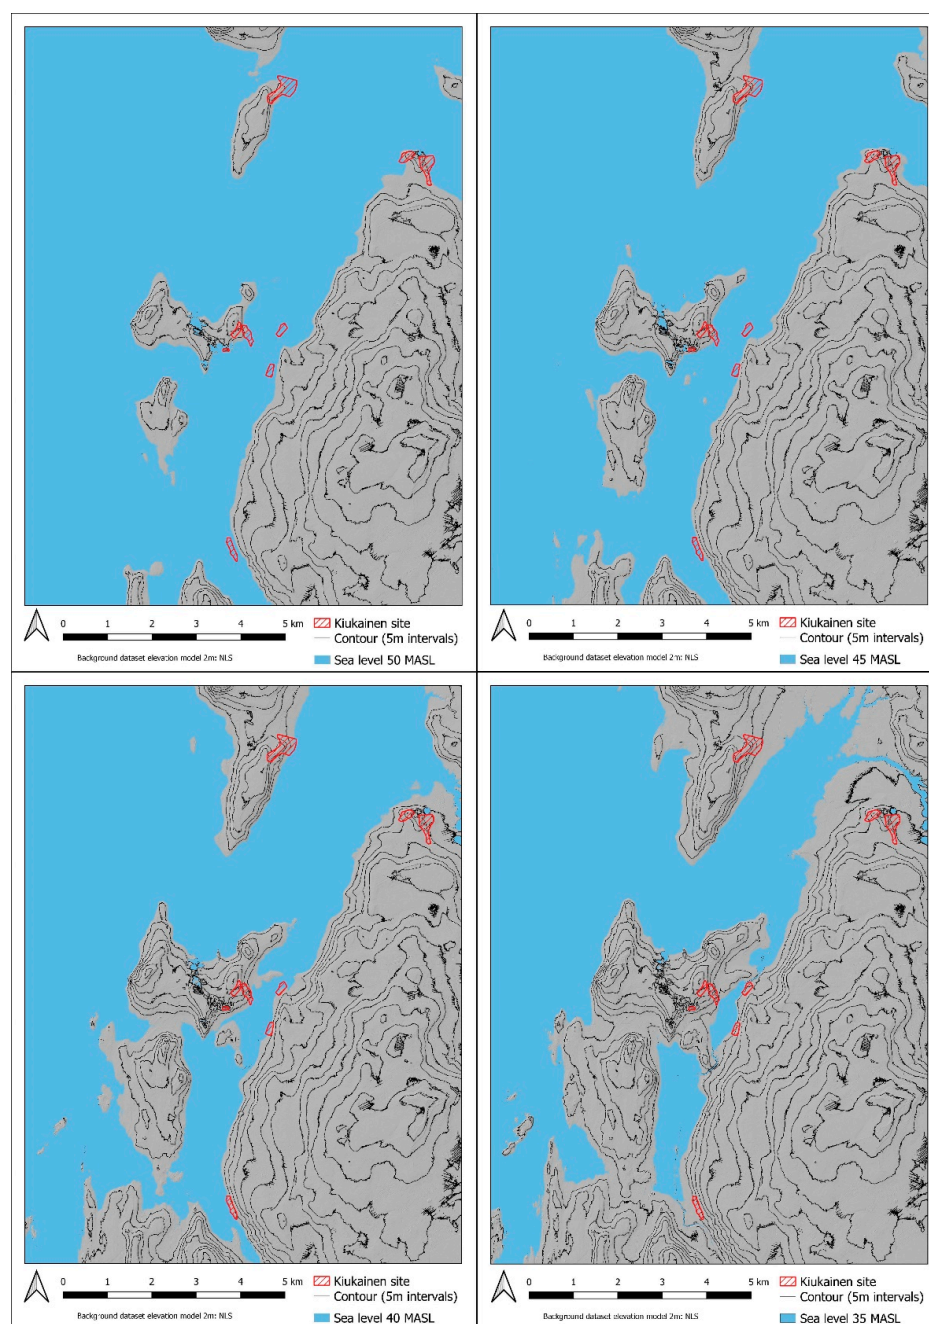 0 1 2 3 4 5 km
Kiukainen site
Contour (5m intervals)
Sea level 50 MASL
Background dataset elevation model 2m: NLS
0 1 2 3 4 5 km
Kiukainen site
Contour (5m intervals)
Sea level 45 MASL
Background dataset elevation model 2m: NLS
0 1 2 3 4 5 km
Kiukainen site
Contour (5m intervals)
Sea level 40 MASL
Background dataset elevation model 2m: NLS
0 1 2 3 4 5 km
Kiukainen site
Contour (5m intervals)
Sea level 35 MASL
Background dataset elevation model 2m: NLS